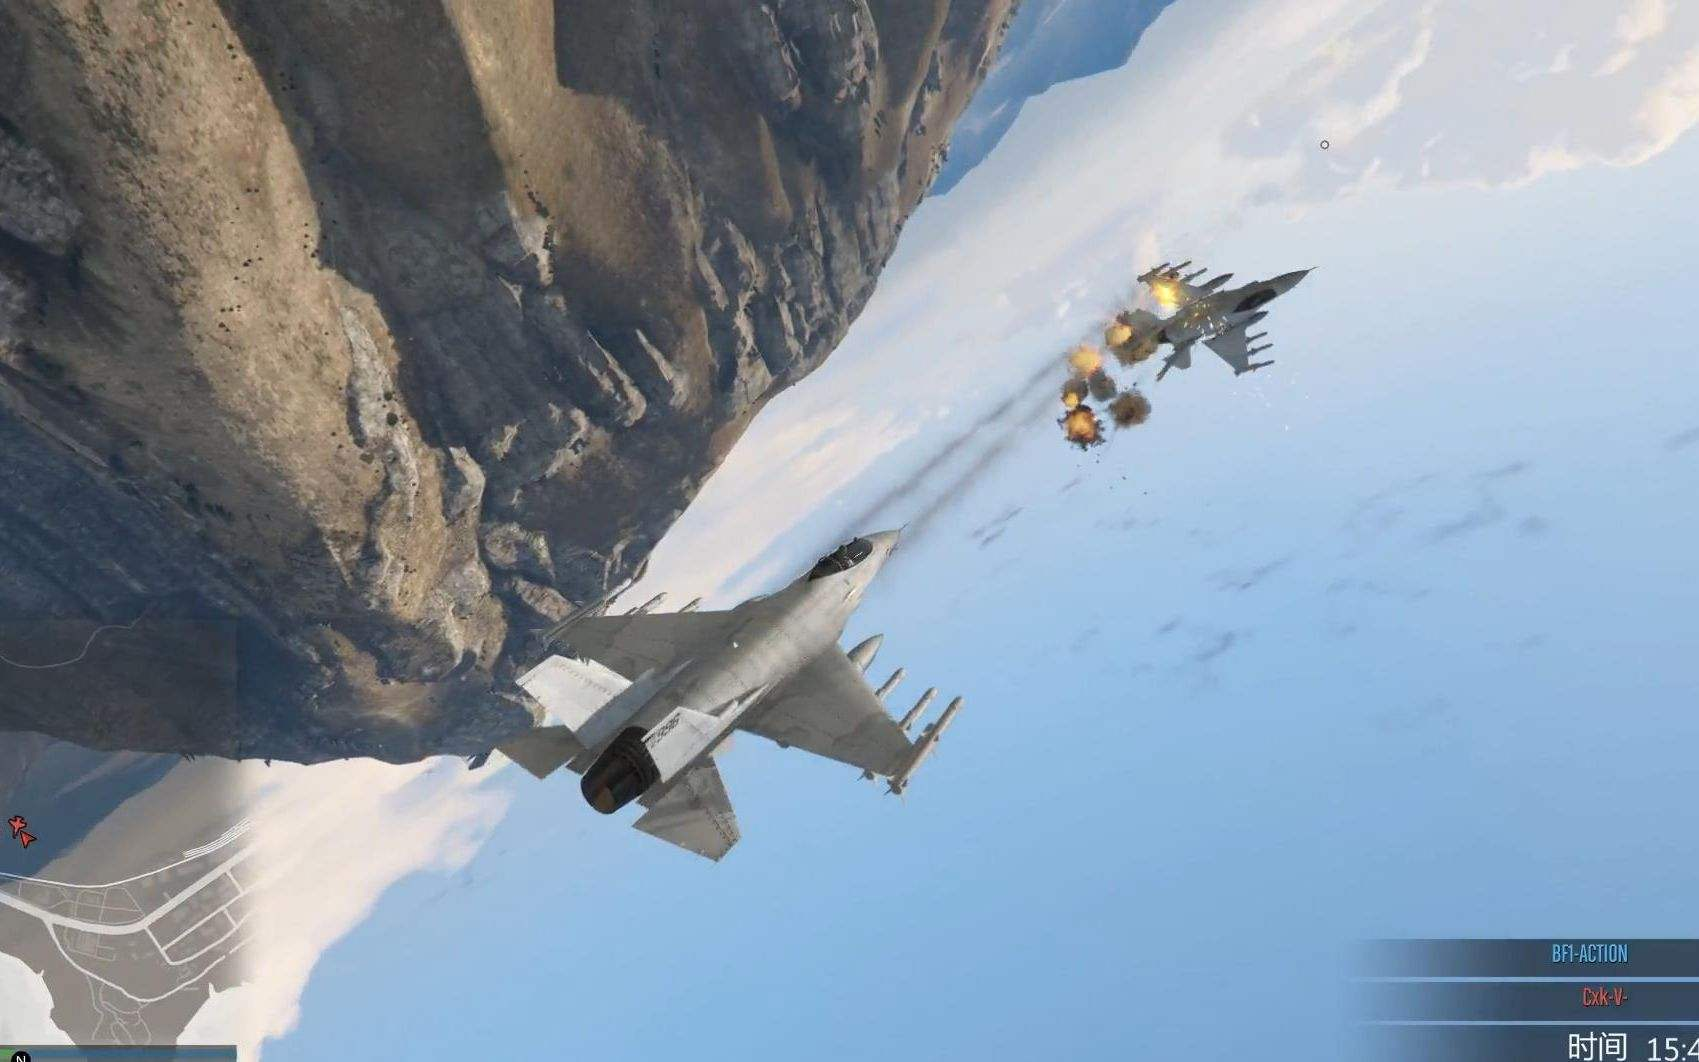 BF1-ACTION
Cxk-V-
时间 15:4
N